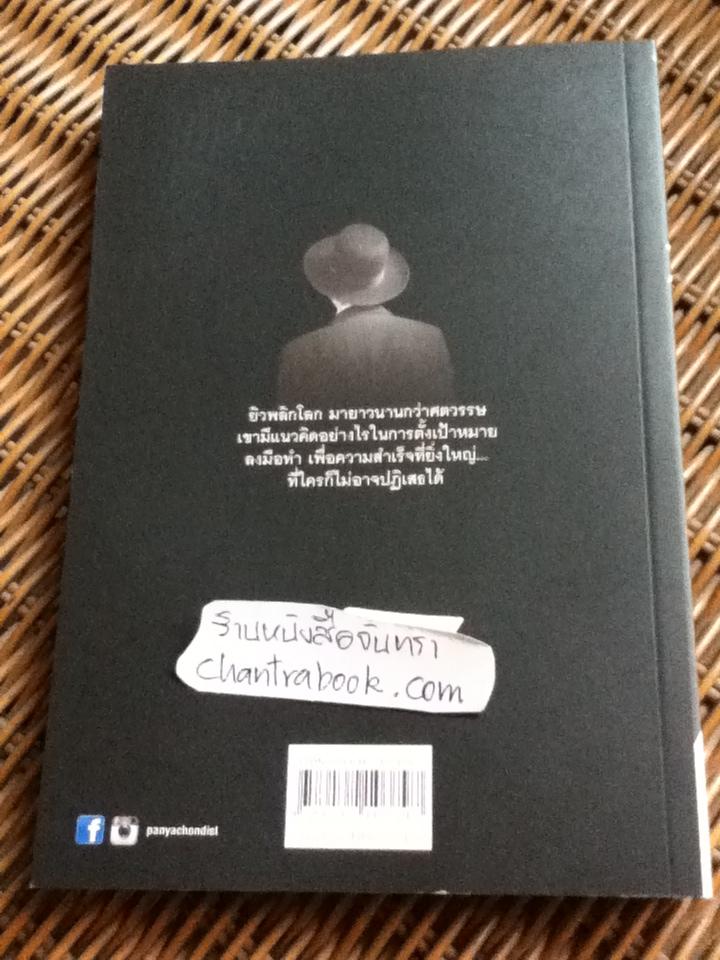 ยิวพลิกโลก มายาวนานกว่าศตวรรษ
เขามีแนวคิดอย่างไรในการตั้งเป้าหมาย
ลงมือทำ เพื่อความสำเร็จที่ยิ่งใหญ่...
ที่ใครก็ไม่อาจปฏิเสธได้
ร้านหนังสือจันทรา
chantrabook.com
panyachondist